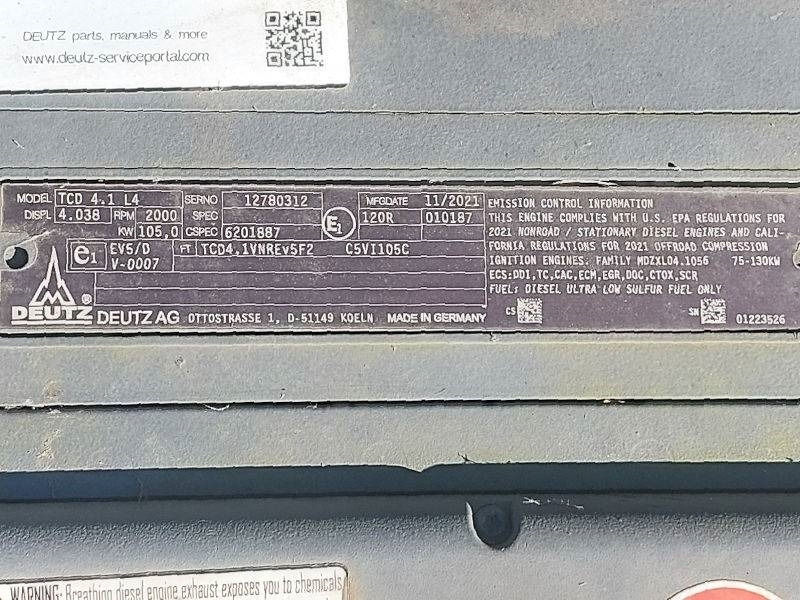 DEUTZ parts, manuals & more
www.deutz-serviceportal.com
MODEL TCD 4.1 L4 SERNO 12780312 MFGDATE 11/2021
DISPL 4.038 RPM 2000 SPEC E1 120R 010187
KW 105,0 CSPEC 6201887
e1 EV5/D FT TCD4,1VNREv5F2 C5VI105C
V-0007
EMISSION CONTROL INFORMATION
THIS ENGINE COMPLIES WITH U.S. EPA REGULATIONS FOR
2021 NONROAD / STATIONARY DIESEL ENGINES AND CALI-
FORNIA REGULATIONS FOR 2021 OFFROAD COMPRESSION
IGNITION ENGINES. FAMILY MDZXL04.1056 75-130KW
ECS:DDI,TC,CAC,ECM,EGR,DOC,CTOX,SCR
FUEL: DIESEL ULTRA LOW SULFUR FUEL ONLY
CS SN 01223526
DEUTZ ® DEUTZ AG OTTOSTRASSE 1, D-51149 KOELN MADE IN GERMANY
WARNING: Breathing diesel engine exhaust exposes you to chemicals